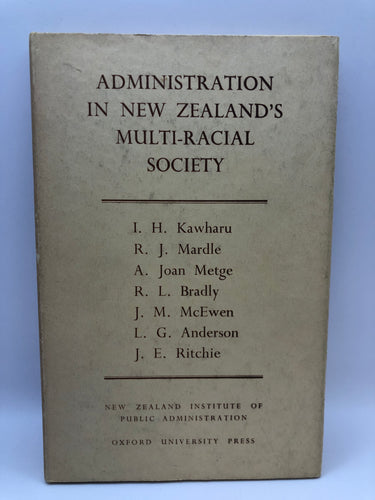 ADMINISTRATION
IN NEW ZEALAND'S
MULTI-RACIAL
SOCIETY
I. H. Kawharu
R. J. Mardle
A. Joan Metge
R. L. Bradly
J. M. McEwen
L. G. Anderson
J. E. Ritchie
NEW ZEALAND INSTITUTE OF
PUBLIC ADMINISTRATION
OXFORD UNIVERSITY PRESS